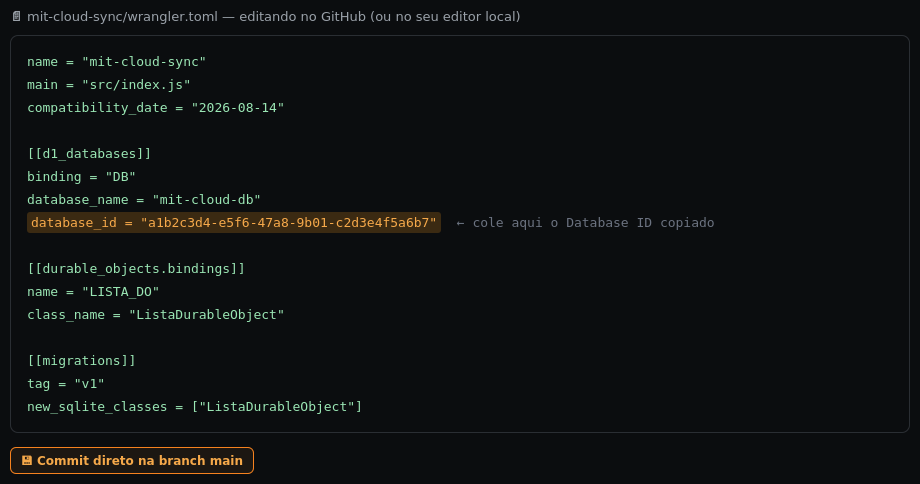 mit-cloud-sync/wrangler.toml — editando no GitHub (ou no seu editor local)
name = "mit-cloud-sync"
main = "src/index.js"
compatibility_date = "2026-08-14"
[[d1_databases]]
binding = "DB"
database_name = "mit-cloud-db"
database_id = "a1b2c3d4-e5f6-47a8-9b01-c2d3e4f5a6b7" ← cole aqui o Database ID copiado
[[durable_objects.bindings]]
name = "LISTA_DO"
class_name = "ListaDurableObject"
[[migrations]]
tag = "v1"
new_sqlite_classes = ["ListaDurableObject"]
Commit direto na branch main